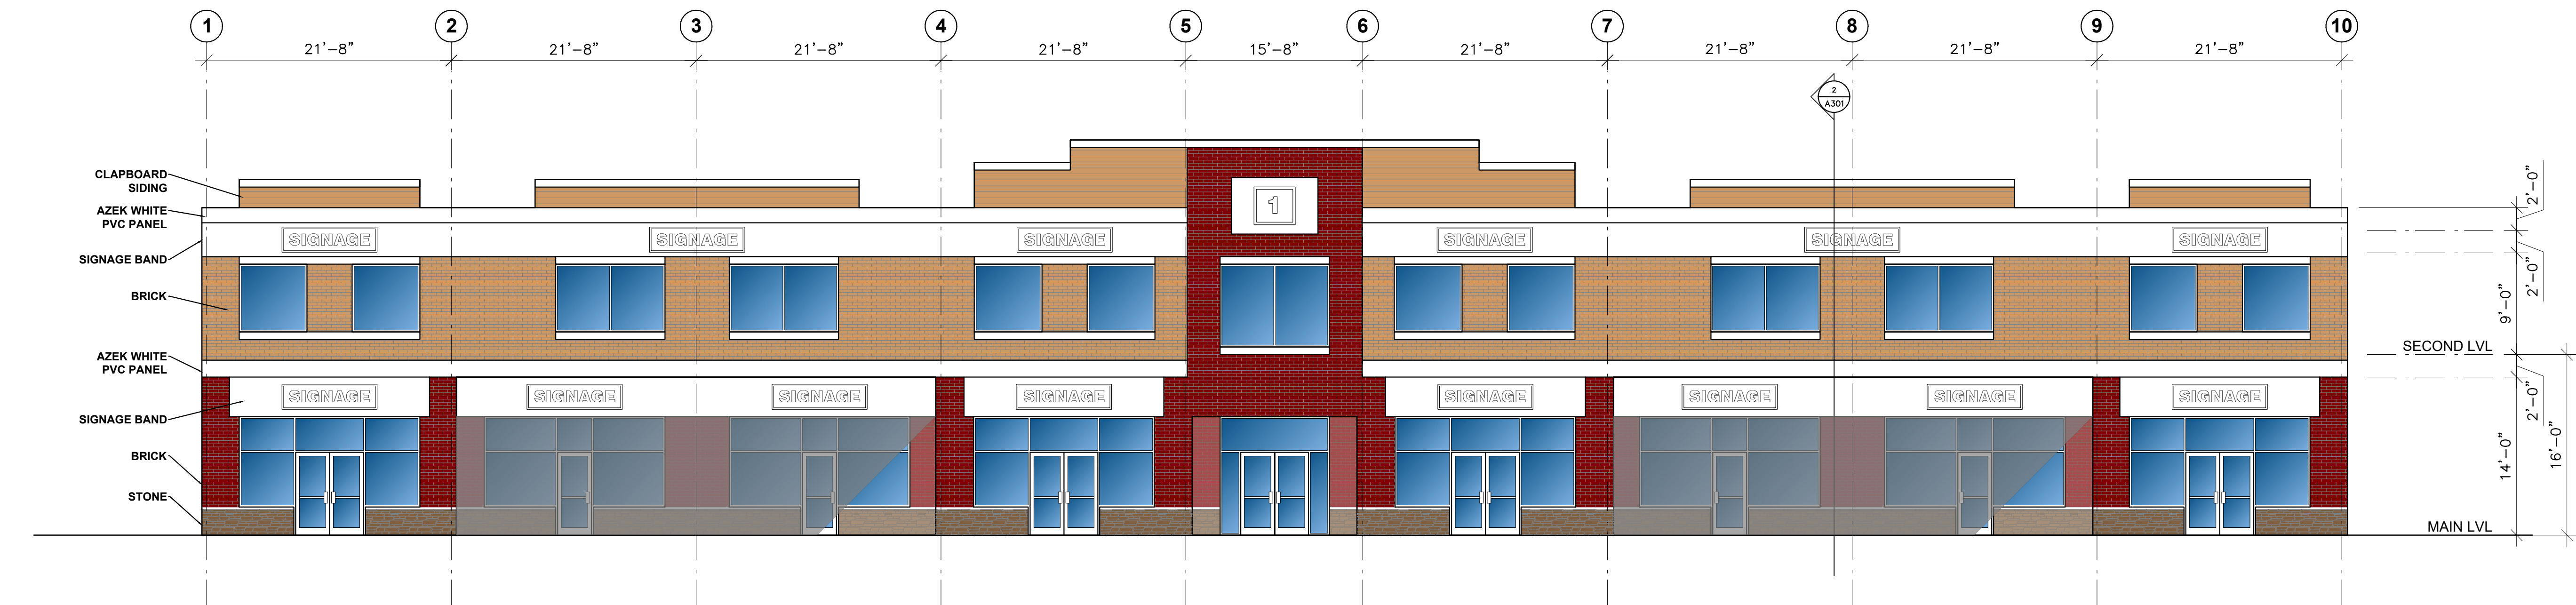 1 2 3 4 5 6 7 8 9 10
21'-8" 21'-8" 21'-8" 21'-8" 15'-8" 21'-8" 21'-8" 21'-8" 21'-8"
2
A301
CLAPBOARD
SIDING
AZEK WHITE
PVC PANEL
SIGNAGE BAND
BRICK
AZEK WHITE
PVC PANEL
SIGNAGE BAND
BRICK
STONE
1
SIGNAGE SIGNAGE SIGNAGE SIGNAGE SIGNAGE SIGNAGE
SIGNAGE SIGNAGE SIGNAGE SIGNAGE SIGNAGE SIGNAGE SIGNAGE SIGNAGE
2'-0"
2'-0"
9'-0"
SECOND LVL
2'-0"
14'-0"
16'-0"
MAIN LVL